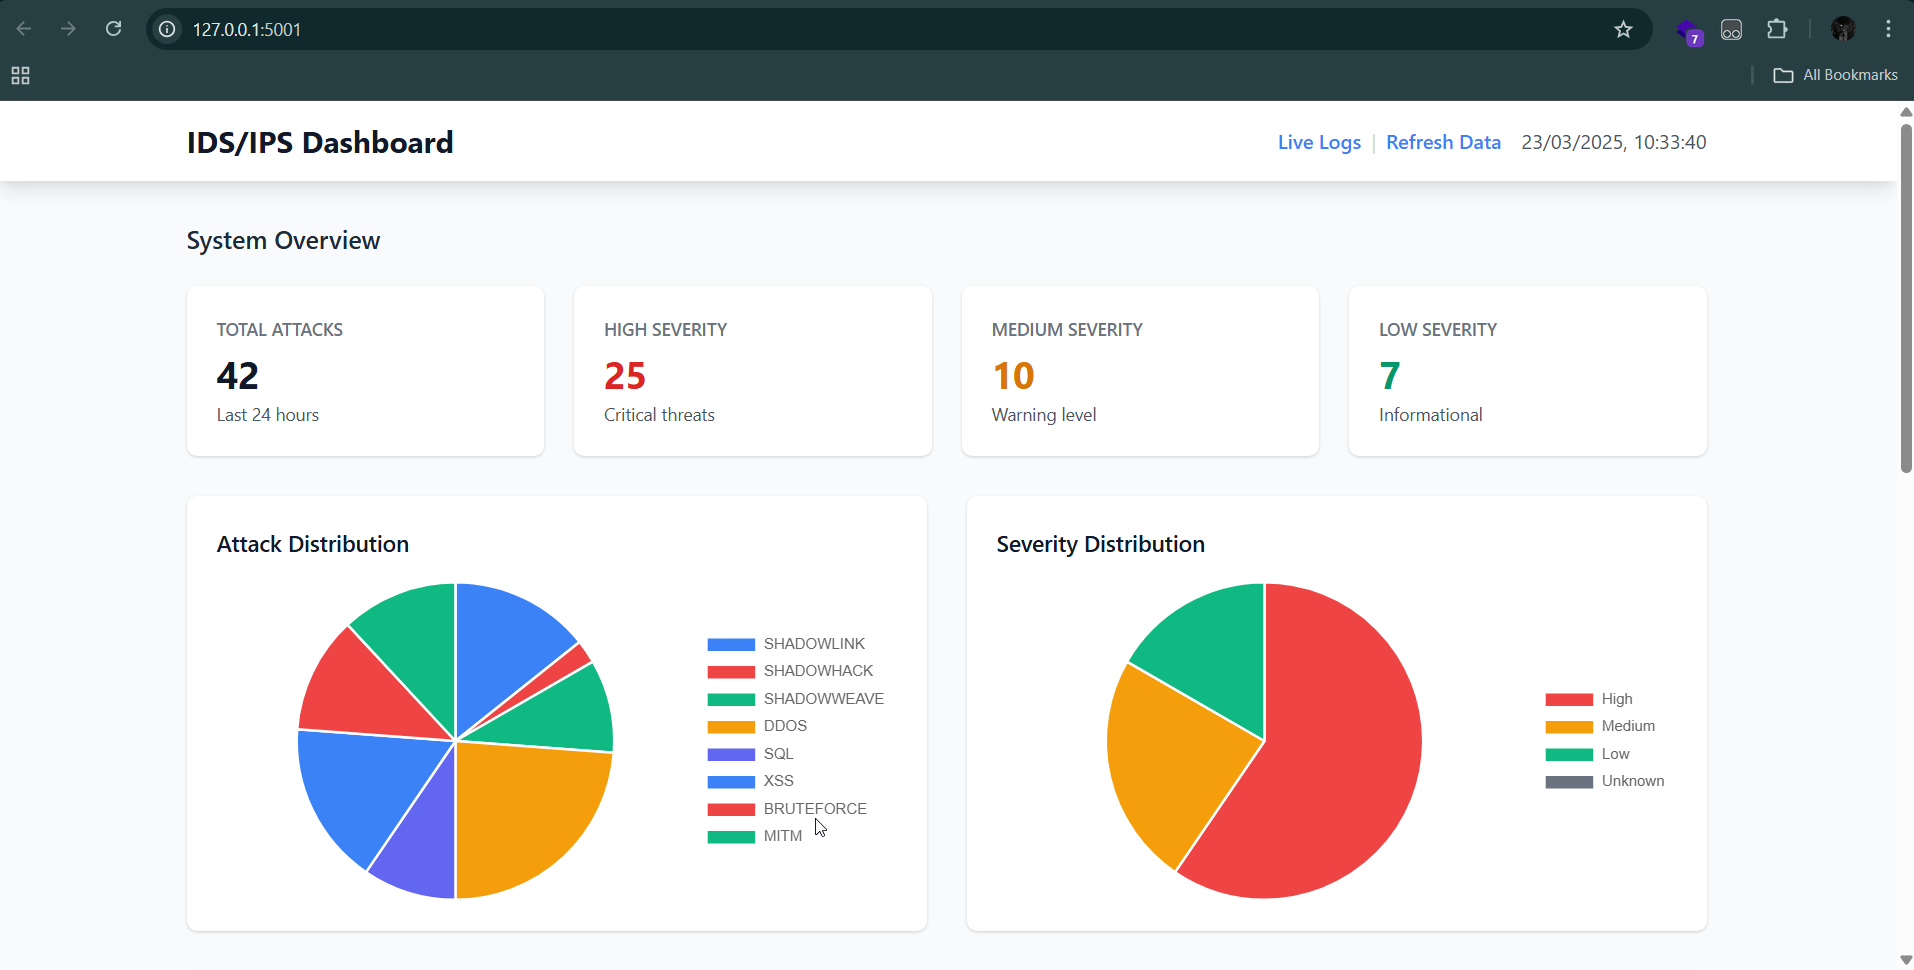 127.0.0.1:5001
7
All Bookmarks
IDS/IPS Dashboard
Live Logs | Refresh Data 23/03/2025, 10:33:40
System Overview
TOTAL ATTACKS
42
Last 24 hours
HIGH SEVERITY
25
Critical threats
MEDIUM SEVERITY
10
Warning level
LOW SEVERITY
7
Informational
Attack Distribution
SHADOWLINK
SHADOWHACK
SHADOWWEAVE
DDOS
SQL
XSS
BRUTEFORCE
MITM
Severity Distribution
High
Medium
Low
Unknown